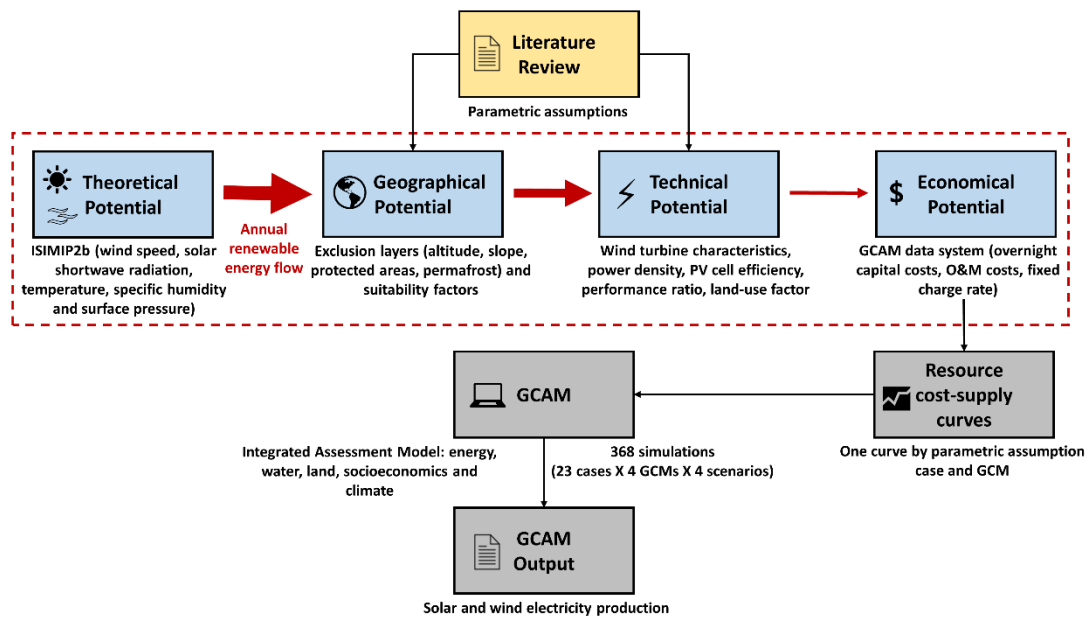 Literature
Review
Parametric assumptions
Theoretical
Potential
ISIMIP2b (wind speed, solar
shortwave radiation,
temperature, specific humidity
and surface pressure)
Annual
renewable
energy flow
Geographical
Potential
Exclusion layers (altitude, slope,
protected areas, permafrost) and
suitability factors
Technical
Potential
Wind turbine characteristics,
power density, PV cell efficiency,
performance ratio, land-use factor
$ Economical
Potential
GCAM data system (overnight
capital costs, O&M costs, fixed
charge rate)
Resource
cost-supply
curves
One curve by parametric assumption
case and GCM
GCAM
Integrated Assessment Model: energy,
water, land, socioeconomics and
climate
368 simulations
(23 cases X 4 GCMs X 4 scenarios)
GCAM
Output
Solar and wind electricity production